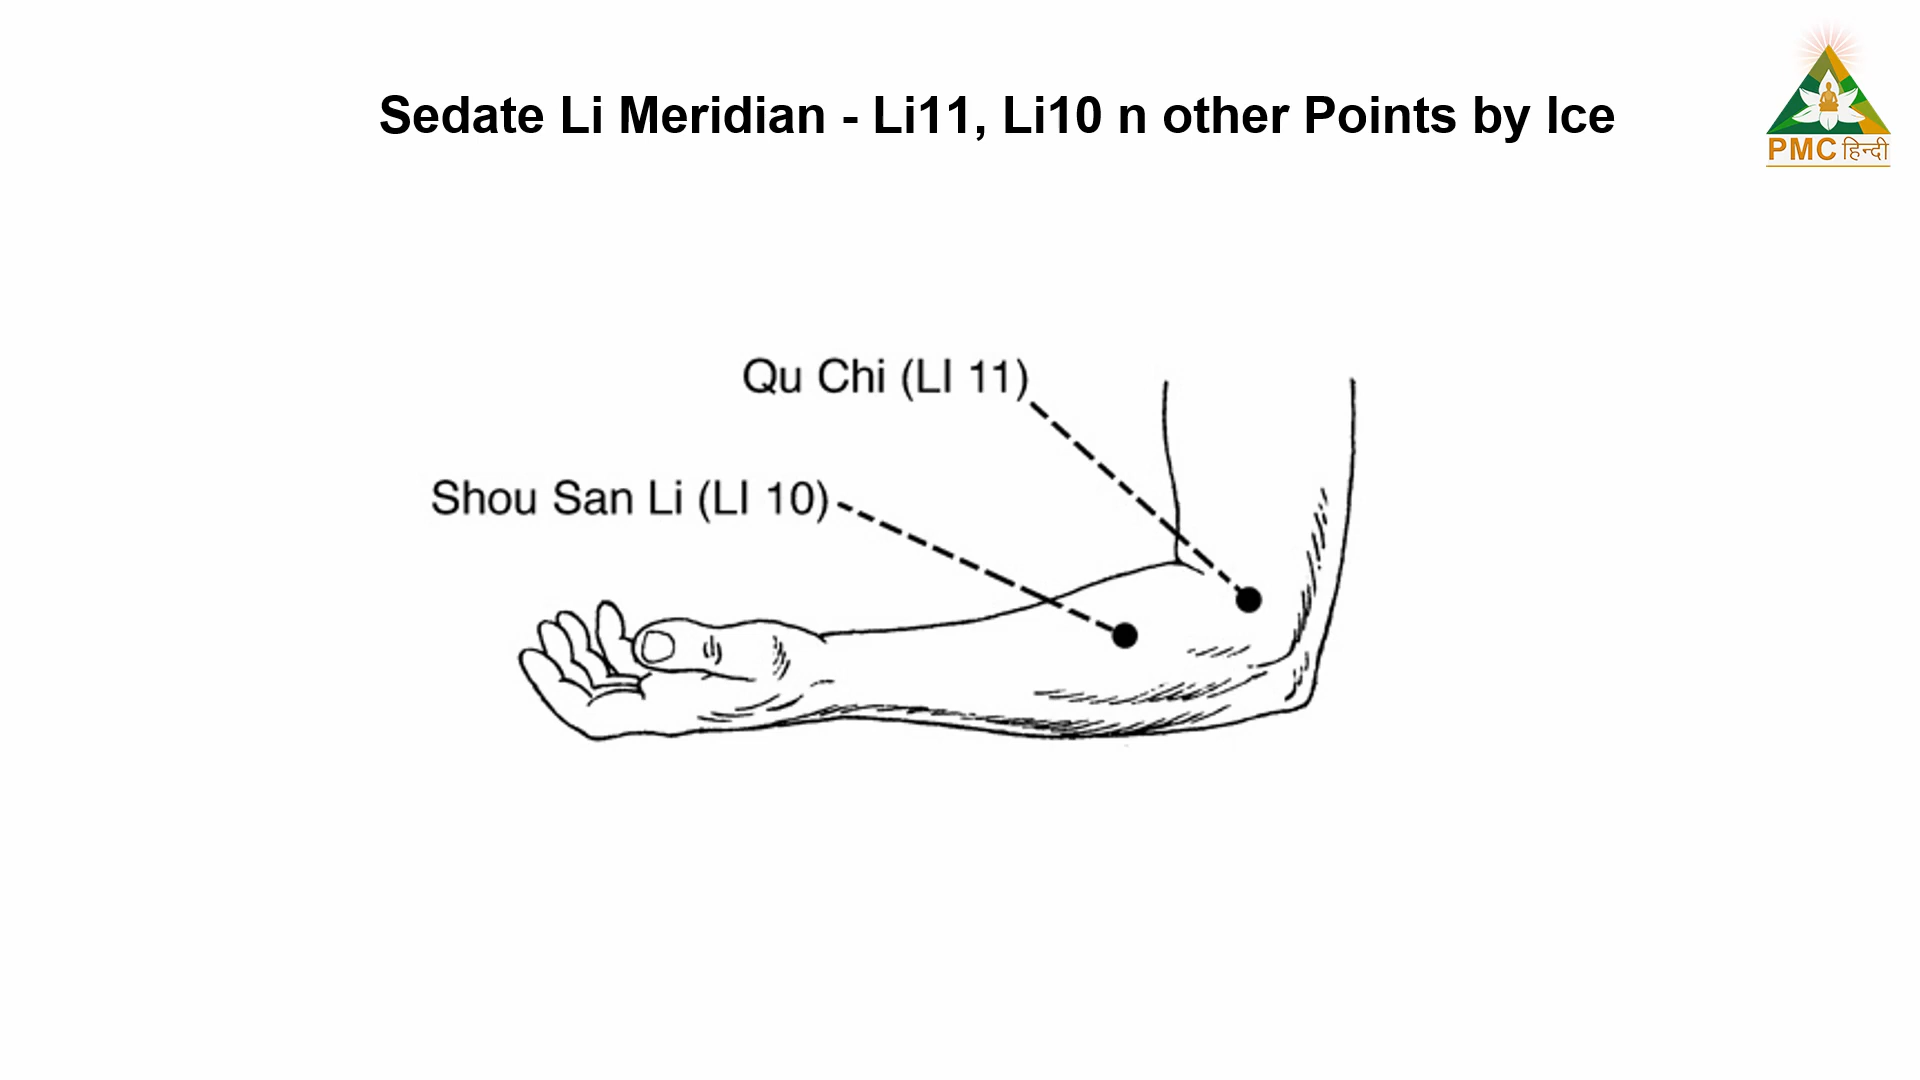 Sedate Li Meridian - Li11, Li10 n other Points by Ice
PMC हिन्दी
Qu Chi (LI 11)
Shou San Li (LI 10)